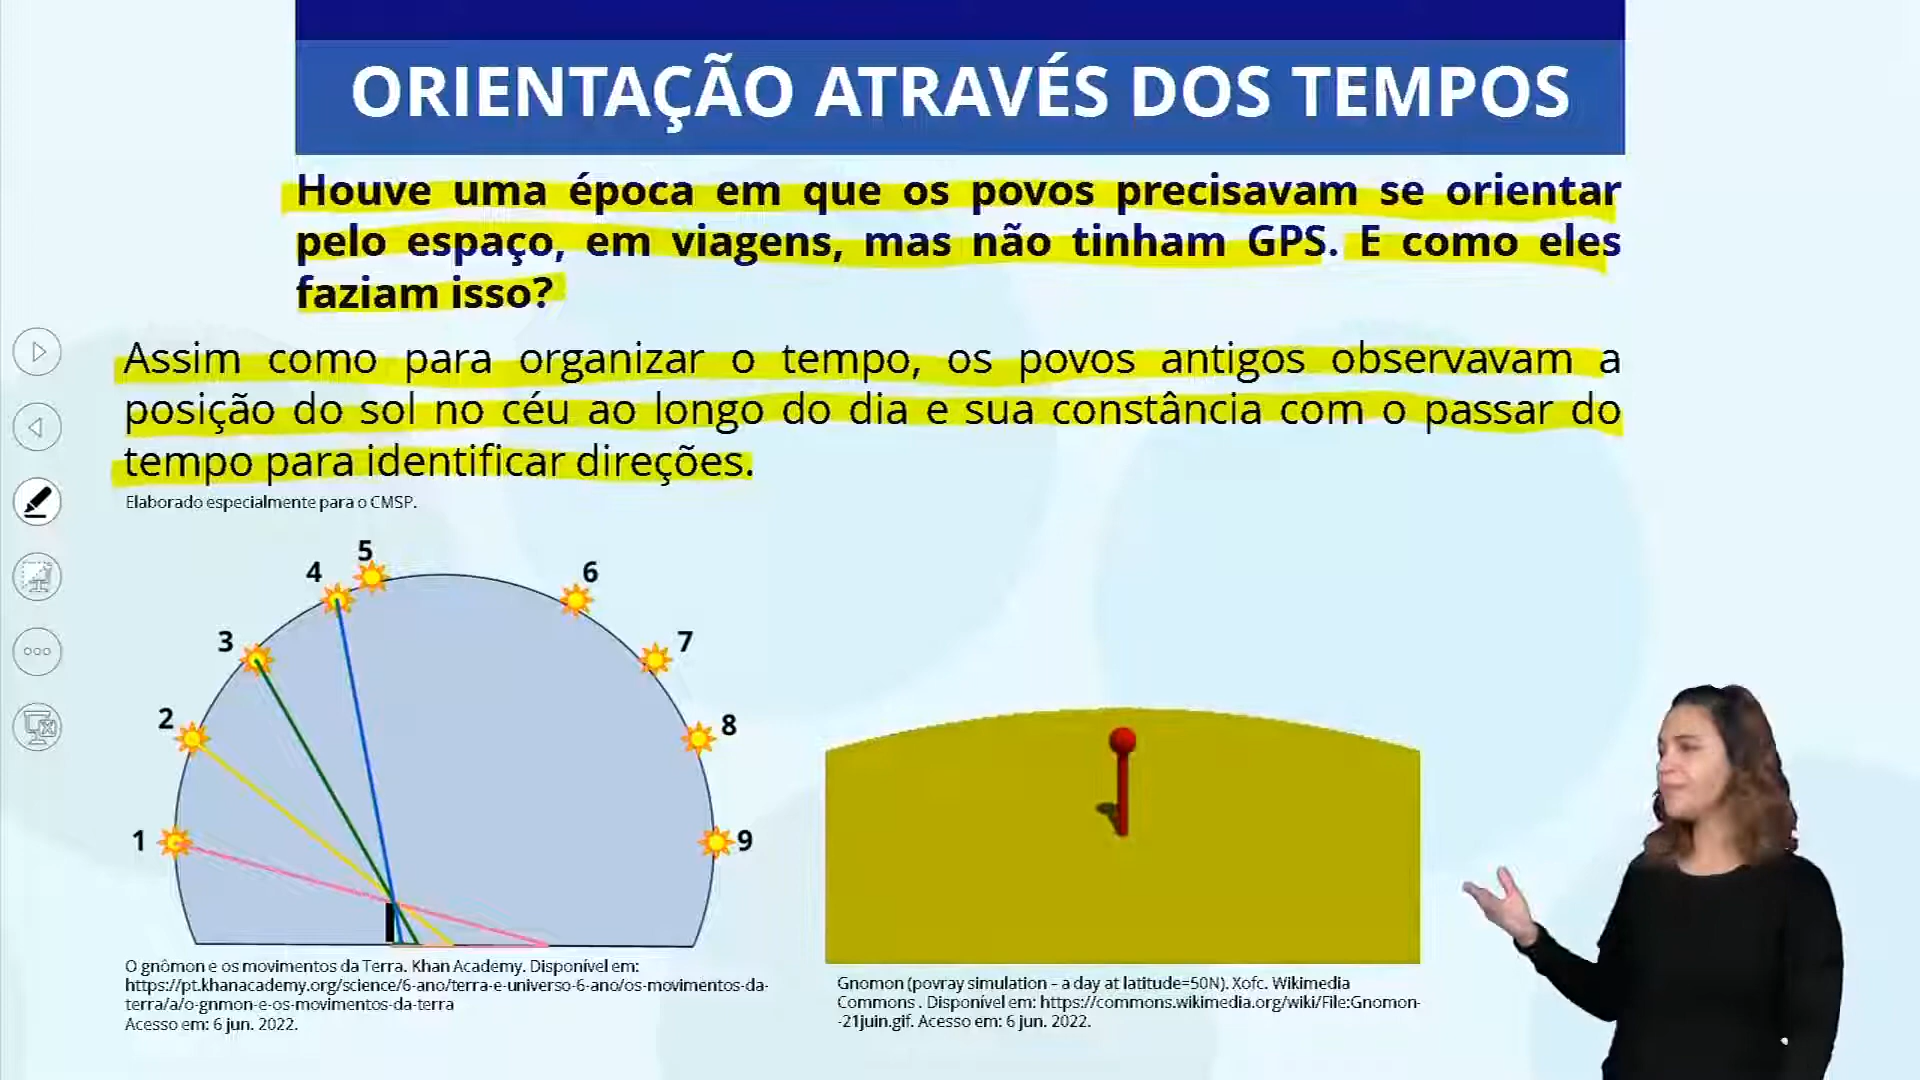 ORIENTAÇÃO ATRAVÉS DOS TEMPOS
Houve uma época em que os povos precisavam se orientar
pelo espaço, em viagens, mas não tinham GPS. E como eles
faziam isso?
Assim como para organizar o tempo, os povos antigos observavam a
posição do sol no céu ao longo do dia e sua constância com o passar do
tempo para identificar direções.
Elaborado especialmente para o CMSP.
5
4
6
3
7
2
8
1
9
O gnômon e os movimentos da Terra. Khan Academy. Disponível em:
https://pt.khanacademy.org/science/6-ano/terra-e-universo-6-ano/os-movimentos-da-
terra/a/o-gnmon-e-os-movimentos-da-terra
Acesso em: 6 jun. 2022.
Gnomon (povray simulation – a day at latitude=50N). Xofc. Wikimedia
Commons . Disponível em: https://commons.wikimedia.org/wiki/File:Gnomon-
-21juin.gif. Acesso em: 6 jun. 2022.